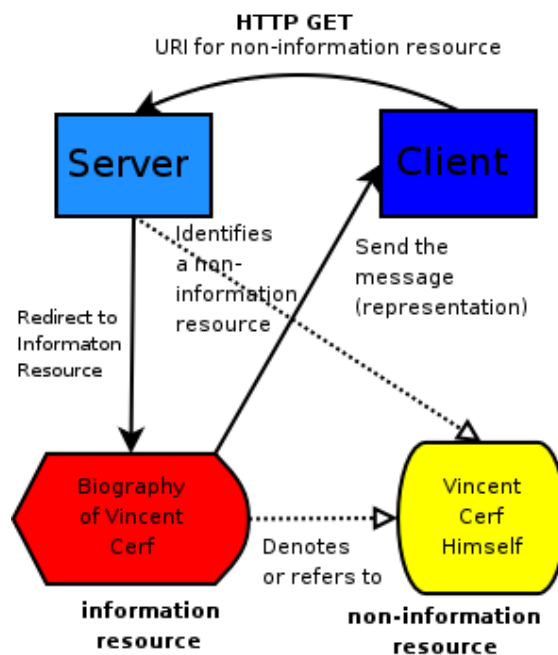 HTTP GET
URI for non-information resource
Server
Client
Identifies
a non-
information
resource
Send the
message
(representation)
Redirect to
Informaton
Resource
Biography
of Vincent
Cerf
Vincent
Cerf
Himself
Denotes
or refers to
information
resource
non-information
resource